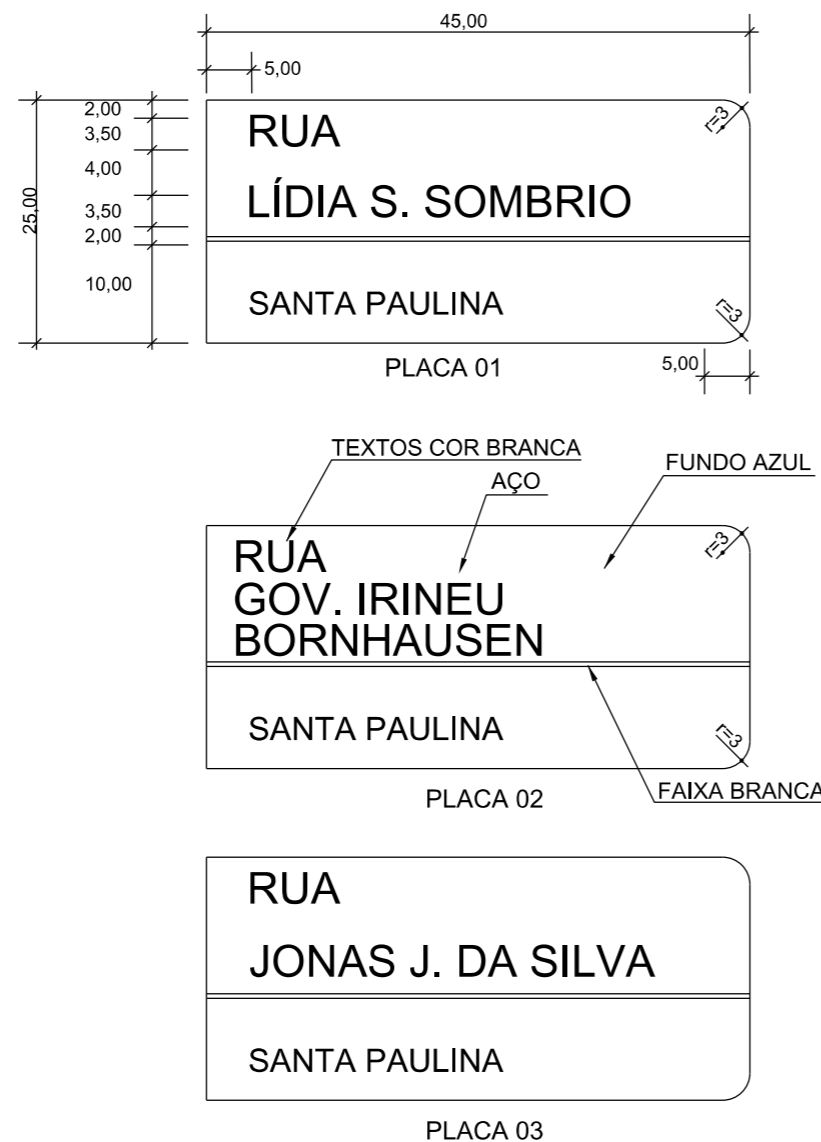 45,00
5,00
2,00
3,50
4,00
3,50
2,00
10,00
25,00
RUA
LÍDIA S. SOMBRIO
SANTA PAULINA
r=3
r=3
PLACA 01
5,00
TEXTOS COR BRANCA
AÇO
FUNDO AZUL
RUA
GOV. IRINEU
BORNHAUSEN
SANTA PAULINA
r=3
r=3
PLACA 02
FAIXA BRANCA
RUA
JONAS J. DA SILVA
SANTA PAULINA
PLACA 03